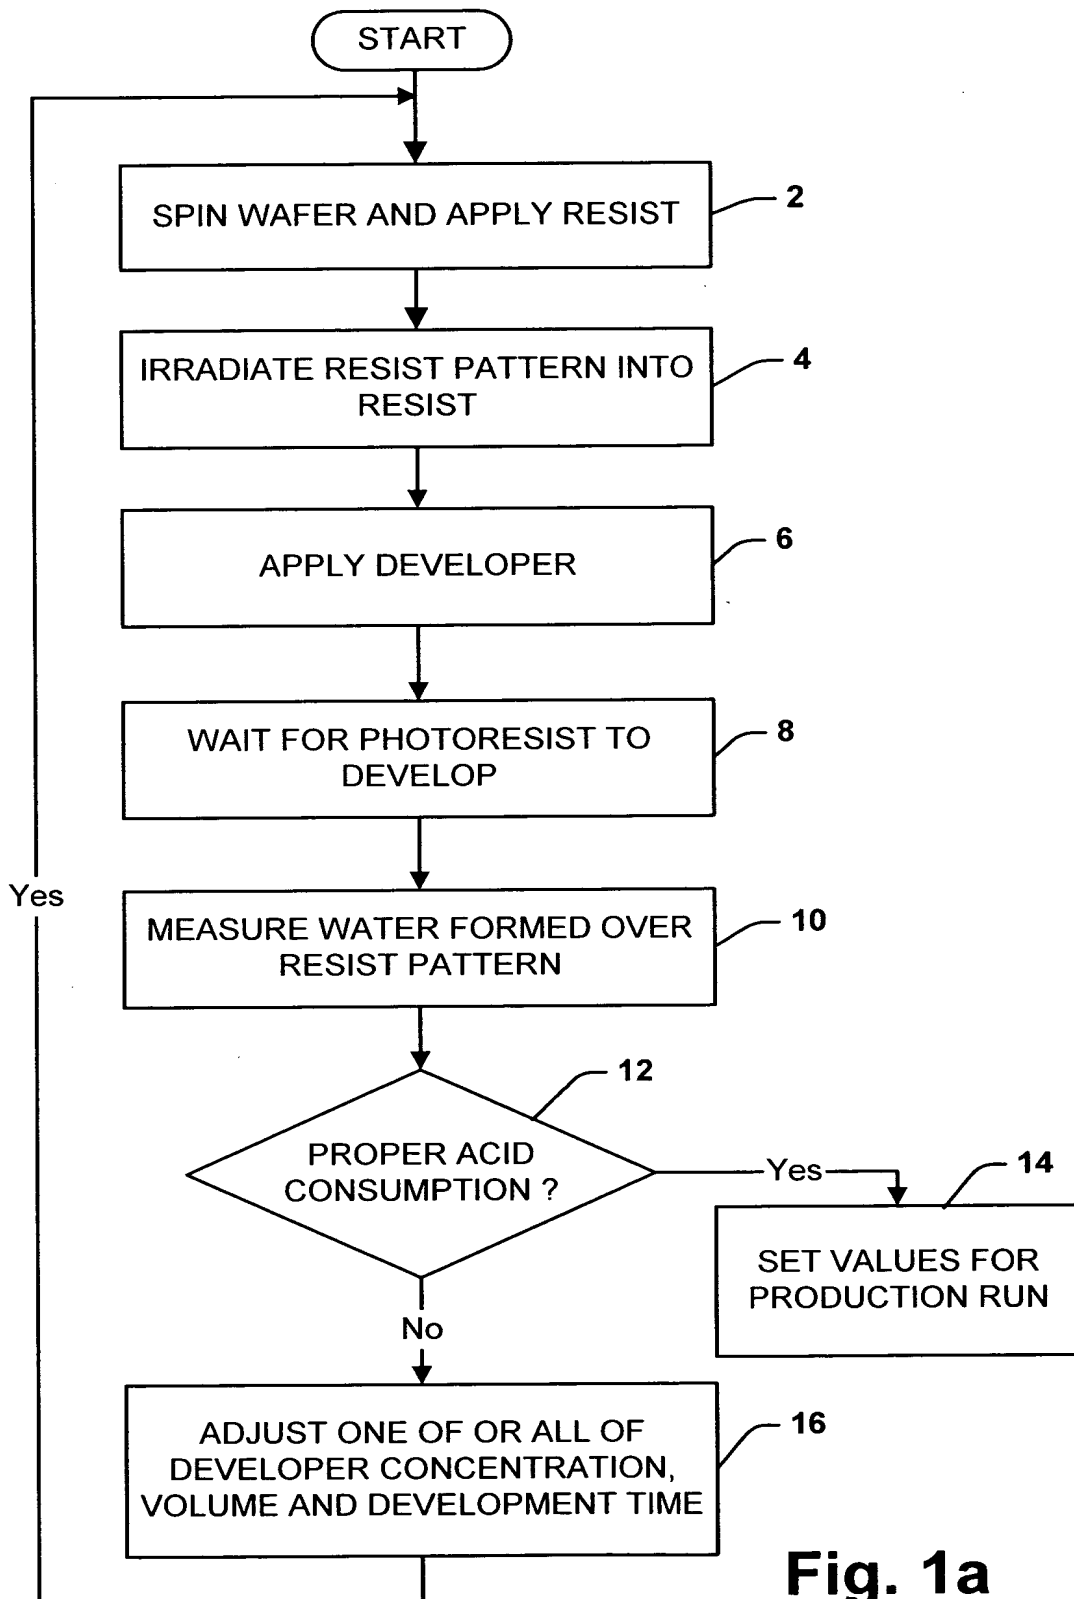 START
SPIN WAFER AND APPLY RESIST
2
IRRADIATE RESIST PATTERN INTO
RESIST
4
APPLY DEVELOPER
6
WAIT FOR PHOTORESIST TO
DEVELOP
8
Yes
MEASURE WATER FORMED OVER
RESIST PATTERN
10
12
PROPER ACID
CONSUMPTION ?
Yes
14
SET VALUES FOR
PRODUCTION RUN
No
ADJUST ONE OF OR ALL OF
DEVELOPER CONCENTRATION,
VOLUME AND DEVELOPMENT TIME
16
Fig. 1a